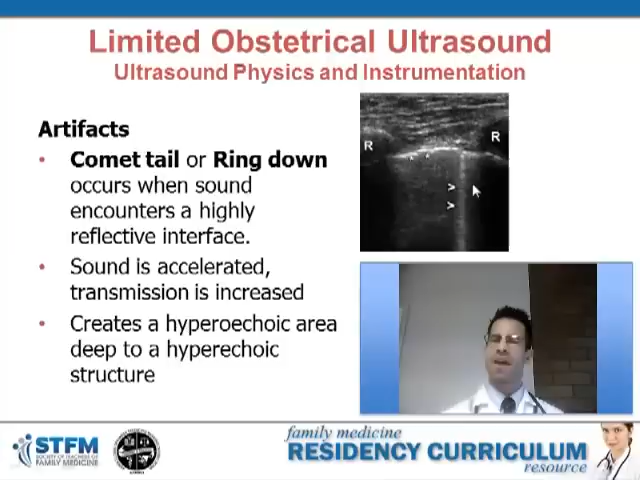 Limited Obstetrical Ultrasound
Ultrasound Physics and Instrumentation
Artifacts
• Comet tail or Ring down
occurs when sound
encounters a highly
reflective interface.
• Sound is accelerated,
transmission is increased
• Creates a hyperoechoic area
deep to a hyperechoic
structure
R
R
* *
>
>
STFM
SOCIETY OF TEACHERS OF
FAMILY MEDICINE
family medicine
RESIDENCY CURRICULUM
resource